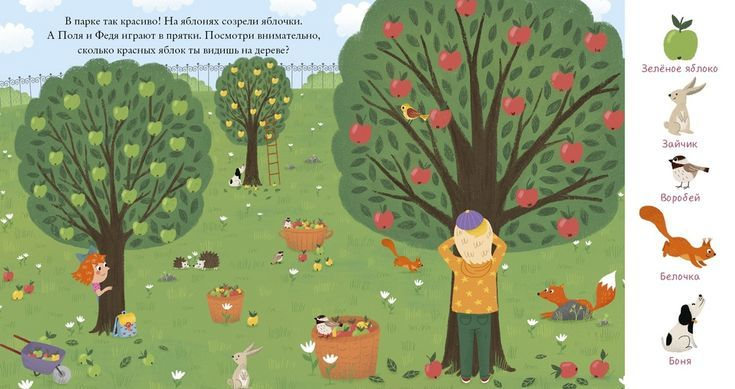 В парке так красиво! На яблонях созрели яблочки.
А Поля и Федя играют в прятки. Посмотри внимательно,
сколько красных яблок ты видишь на дереве?
Зелёное яблоко
Зайчик
Воробей
Белочка
Боня